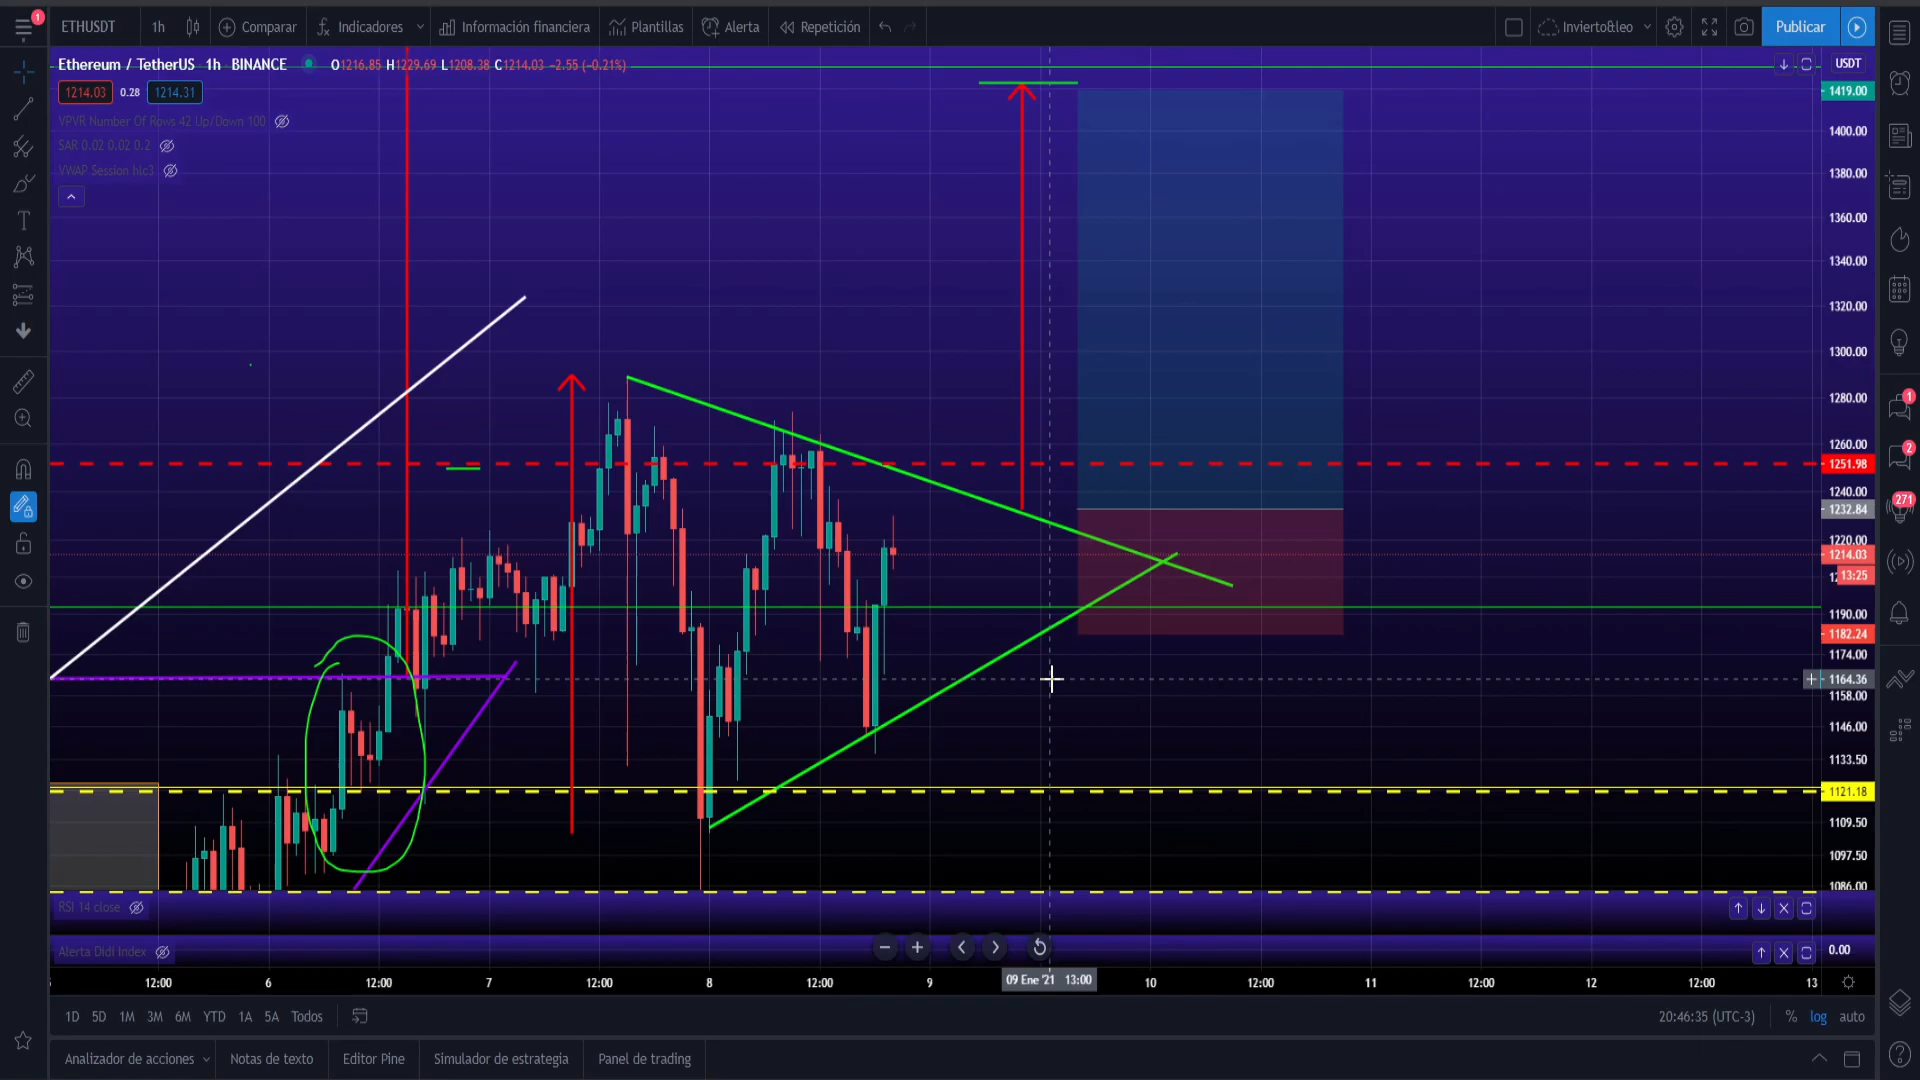 1
ETHUSDT 1h Comparar Indicadores Información financiera Plantillas Alerta Repetición Invierto&leo Publicar
Ethereum / TetherUS 1h BINANCE O1216.85 H1229.69 L1208.38 C1214.03 −2.55 (−0.21%)
USDT
1214.03 0.28 1214.31
VPVR Number Of Rows 42 Up/Down 100
SAR 0.02 0.02 0.2
VWAP Session hlc3
1419.00
1400.00
1380.00
1360.00
1340.00
1320.00
1300.00
1280.00
1260.00
1251.98
1240.00
1232.84
1220.00
1214.03
13:25
1190.00
1182.24
1174.00
1164.36
1158.00
1146.00
1133.50
1121.18
1109.50
1097.50
1086.00
1
2
271
RSI 14 close
Alerta Didi Index
0.00
12:00 6 12:00 7 12:00 8 12:00 9 09 Ene '21 13:00 10 12:00 11 12:00 12 12:00 13
1D 5D 1M 3M 6M YTD 1A 5A Todos 20:46:35 (UTC-3) % log auto
Analizador de acciones Notas de texto Editor Pine Simulador de estrategia Panel de trading